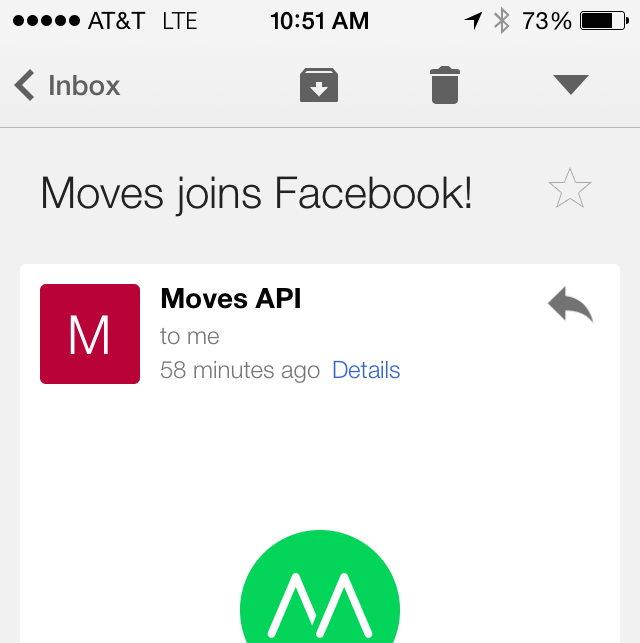 AT&T LTE 10:51 AM 73%
Inbox
Moves joins Facebook!
M
Moves API
to me
58 minutes ago Details